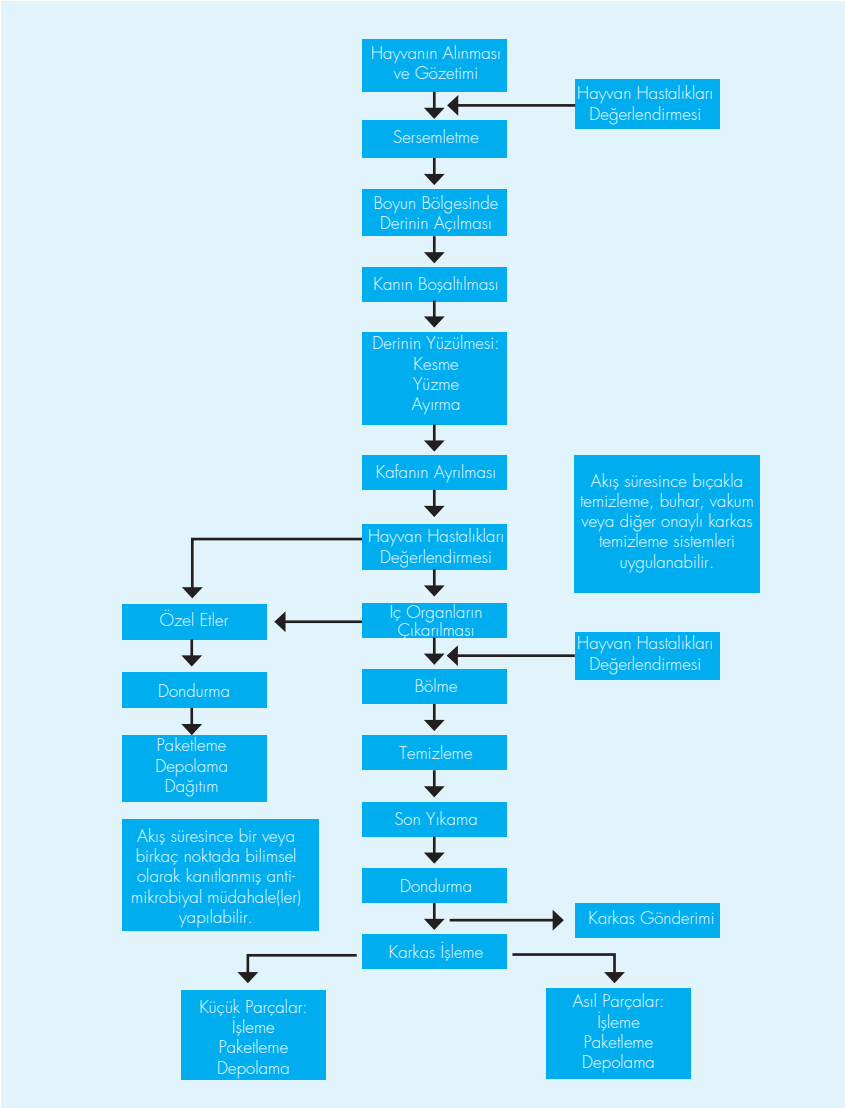 Hayvanın Alınması
ve Gözetimi
Hayvan Hastalıkları
Değerlendirmesi
Sersemletme
Boyun Bölgesinde
Derinin Açılması
Kanın Boşaltılması
Derinin Yüzülmesi:
Kesme
Yüzme
Ayırma
Kafanın Ayrılması
Akış süresince bıçakla
temizleme, buhar, vakum
veya diğer onaylı karkas
temizleme sistemleri
uygulanabilir.
Hayvan Hastalıkları
Değerlendirmesi
Özel Etler
İç Organların
Çıkarılması
Hayvan Hastalıkları
Değerlendirmesi
Dondurma
Bölme
Paketleme
Depolama
Dağıtım
Temizleme
Son Yıkama
Akış süresince bir veya
birkaç noktada bilimsel
olarak kanıtlanmış anti-
mikrobiyal müdahale(ler)
yapılabilir.
Dondurma
Karkas Gönderimi
Karkas İşleme
Küçük Parçalar:
İşleme
Paketleme
Depolama
Asıl Parçalar:
İşleme
Paketleme
Depolama